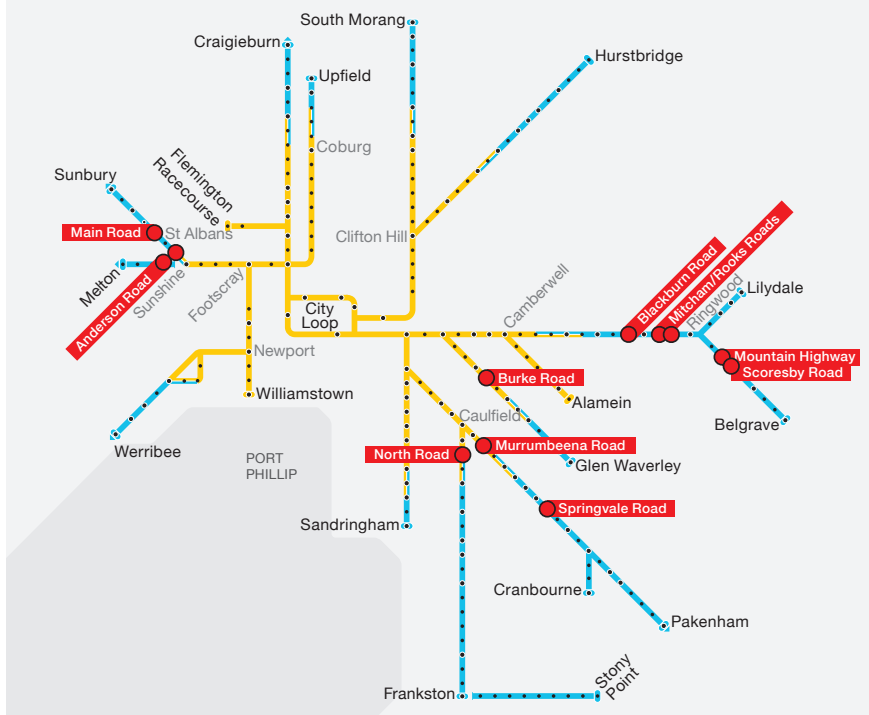 South Morang
Craigieburn
Hurstbridge
Upfield
Coburg
Sunbury
Flemington
Racecourse
Main Road
St Albans
Clifton Hill
Blackburn Road
Mitcham/Rooks Roads
Melton
Anderson Road
Sunshine
Footscray
City
Loop
Camberwell
Ringwood
Lilydale
Newport
Mountain Highway
Scoresby Road
Burke Road
Williamstown
Alamein
Caulfield
Belgrave
Werribee
PORT
PHILLIP
North Road
Murrumbeena Road
Glen Waverley
Springvale Road
Sandringham
Cranbourne
Pakenham
Frankston
Stony
Point